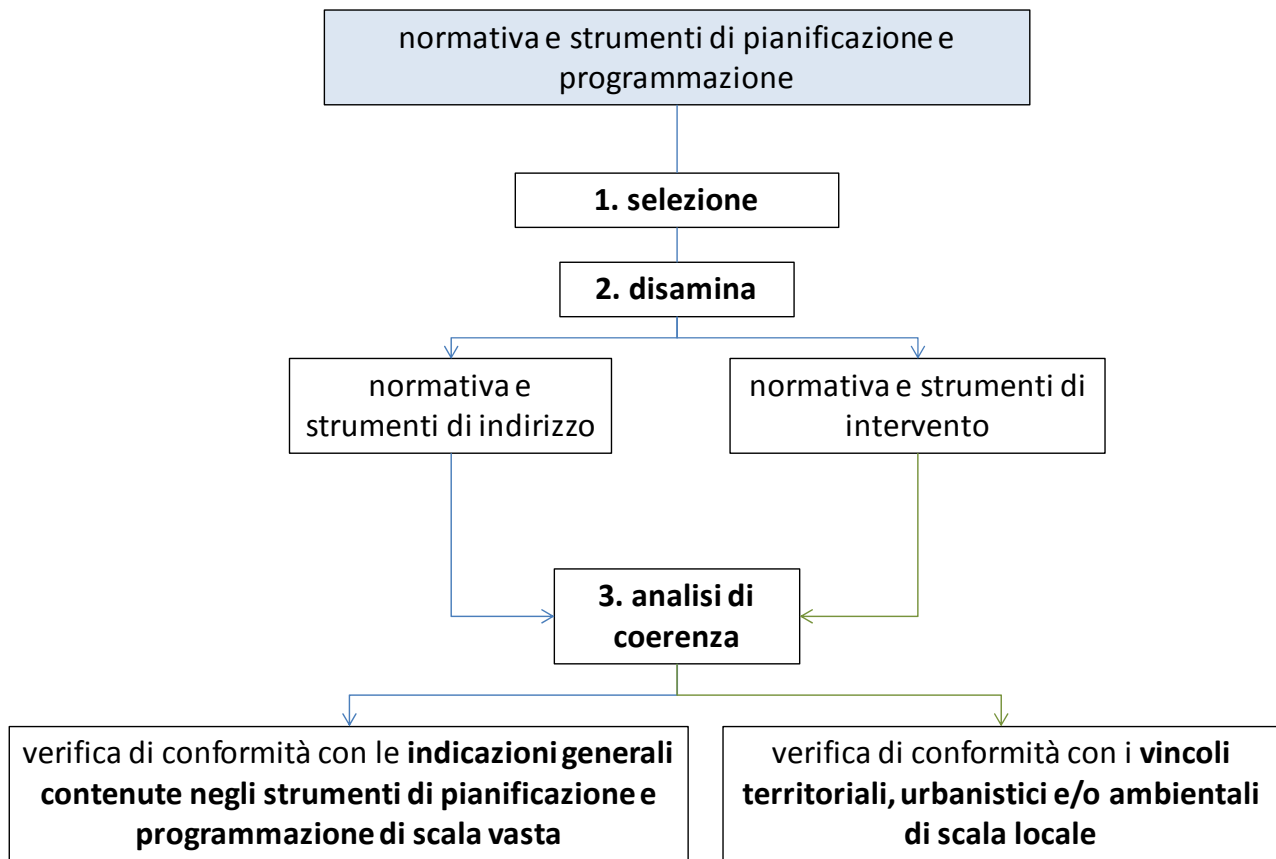 normativa e strumenti di pianificazione e
programmazione
1. selezione
2. disamina
normativa e
strumenti di indirizzo
normativa e strumenti di
intervento
3. analisi di
coerenza
verifica di conformità con le indicazioni generali
contenute negli strumenti di pianificazione e
programmazione di scala vasta
verifica di conformità con i vincoli
territoriali, urbanistici e/o ambientali
di scala locale